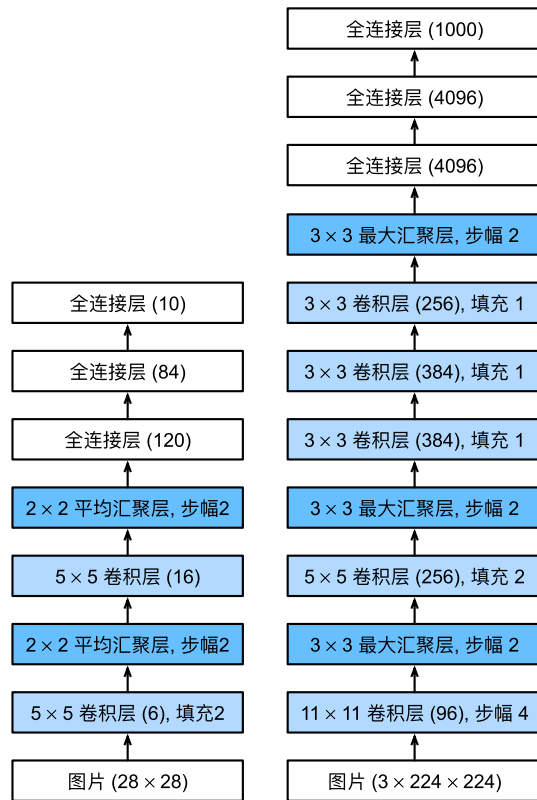 全连接层 (10)
全连接层 (84)
全连接层 (120)
2 × 2 平均汇聚层, 步幅2
5 × 5 卷积层 (16)
2 × 2 平均汇聚层, 步幅2
5 × 5 卷积层 (6), 填充2
图片 (28 × 28)
全连接层 (1000)
全连接层 (4096)
全连接层 (4096)
3 × 3 最大汇聚层, 步幅 2
3 × 3 卷积层 (256), 填充 1
3 × 3 卷积层 (384), 填充 1
3 × 3 卷积层 (384), 填充 1
3 × 3 最大汇聚层, 步幅 2
5 × 5 卷积层 (256), 填充 2
3 × 3 最大汇聚层, 步幅 2
11 × 11 卷积层 (96), 步幅 4
图片 (3 × 224 × 224)